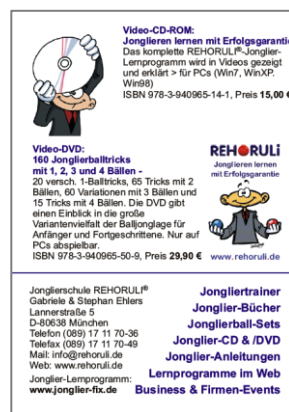 Video-CD-ROM:
Jonglieren lernen mit Erfolgsgarantie
Das komplette REHORULI®-Jonglier-
Lernprogramm wird in Videos gezeigt
und erklärt > für PCs (Win7, WinXP.
Win98)
ISBN 978-3-940965-14-1, Preis 15,00 €
Video-DVD:
160 Jonglierballtricks
mit 1, 2, 3 und 4 Bällen -
20 versch. 1-Balltricks, 65 Tricks mit 2
Bällen, 60 Variationen mit 3 Bällen und
15 Tricks mit 4 Bällen. Die DVD gibt
einen Einblick in die große
Variantenvielfalt der Balljonglage für
Anfänger und Fortgeschrittene. Nur auf
PCs abspielbar.
ISBN 978-3-940965-50-9, Preis 29,90 €
REHORULi
Jonglieren lernen
mit Erfolgsgarantie
www.rehoruli.de
Jonglierschule REHORULI®
Gabriele & Stephan Ehlers
Lannerstraße 5
D-80638 München
Telefon (089) 17 11 70-36
Telefax (089) 17 11 70-49
Mail: info@rehoruli.de
Web: www.rehoruli.de
Jonglier-Lernprogramm:
www.jonglier-fix.de
Jongliertrainer
Jonglier-Bücher
Jonglierball-Sets
Jonglier-CD & /DVD
Jonglier-Anleitungen
Lernprogramme im Web
Business & Firmen-Events